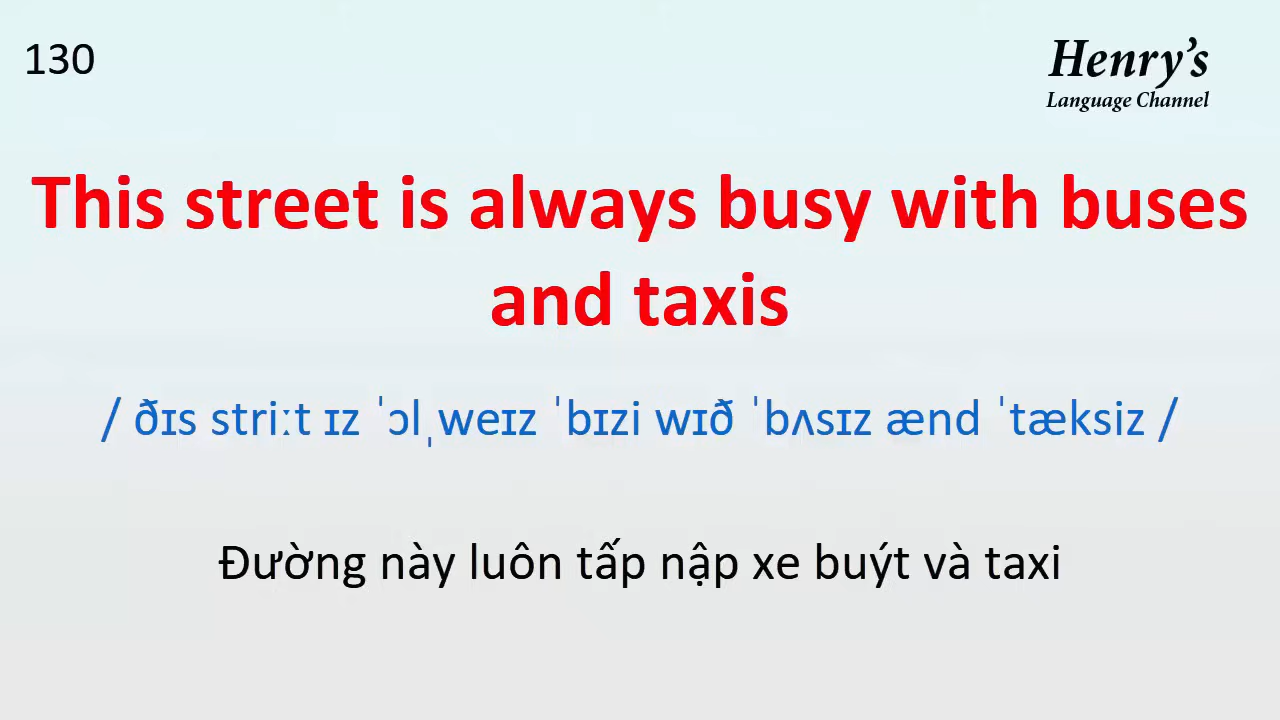 130
Henry’s
Language Channel
This street is always busy with buses
and taxis
/ ðɪs striːt ɪz ˈɔlˌweɪz ˈbɪzi wɪð ˈbʌsɪz ænd ˈtæksiz /
Đường này luôn tấp nập xe buýt và taxi